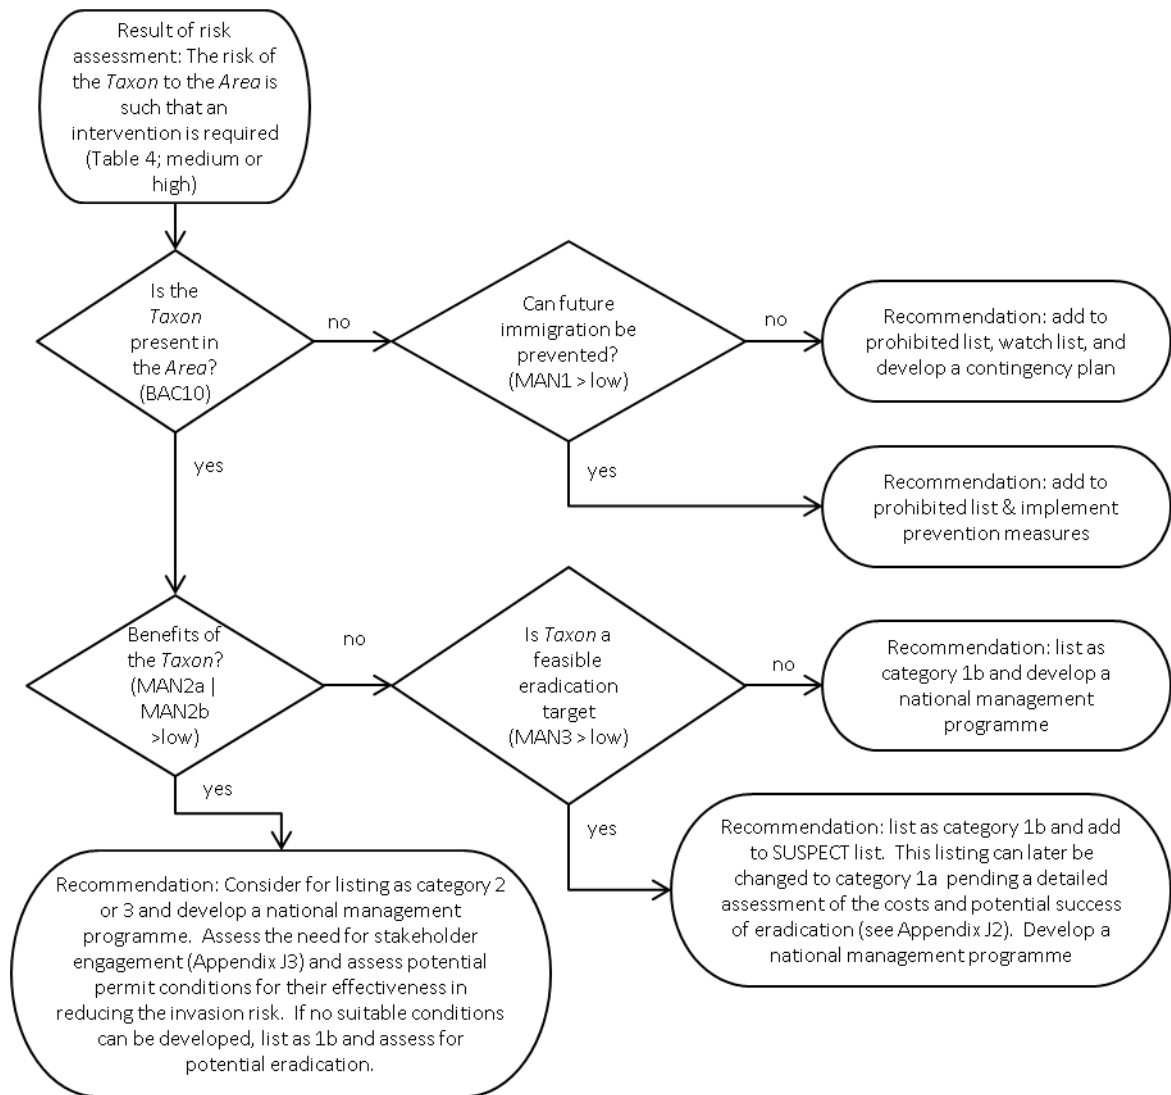 Result of risk
assessment: The risk of
the Taxon to the Area is
such that an
intervention is required
(Table 4; medium or
high)
Is the
Taxon
present in
the Area?
(BAC10)
no
Can future
immigration be
prevented?
(MAN1 > low)
no
Recommendation: add to
prohibited list, watch list, and
develop a contingency plan
yes
yes
Recommendation: add to
prohibited list & implement
prevention measures
Benefits of
the Taxon?
(MAN2a |
MAN2b
>low)
no
Is Taxon a
feasible
eradication
target
(MAN3 > low)
no
Recommendation: list as
category 1b and develop a
national management
programme
yes
yes
Recommendation: list as category 1b and add
to SUSPECT list. This listing can later be
changed to category 1a pending a detailed
assessment of the costs and potential success
of eradication (see Appendix J2). Develop a
national management programme
Recommendation: Consider for listing as category 2
or 3 and develop a national management
programme. Assess the need for stakeholder
engagement (Appendix J3) and assess potential
permit conditions for their effectiveness in
reducing the invasion risk. If no suitable conditions
can be developed, list as 1b and assess for
potential eradication.